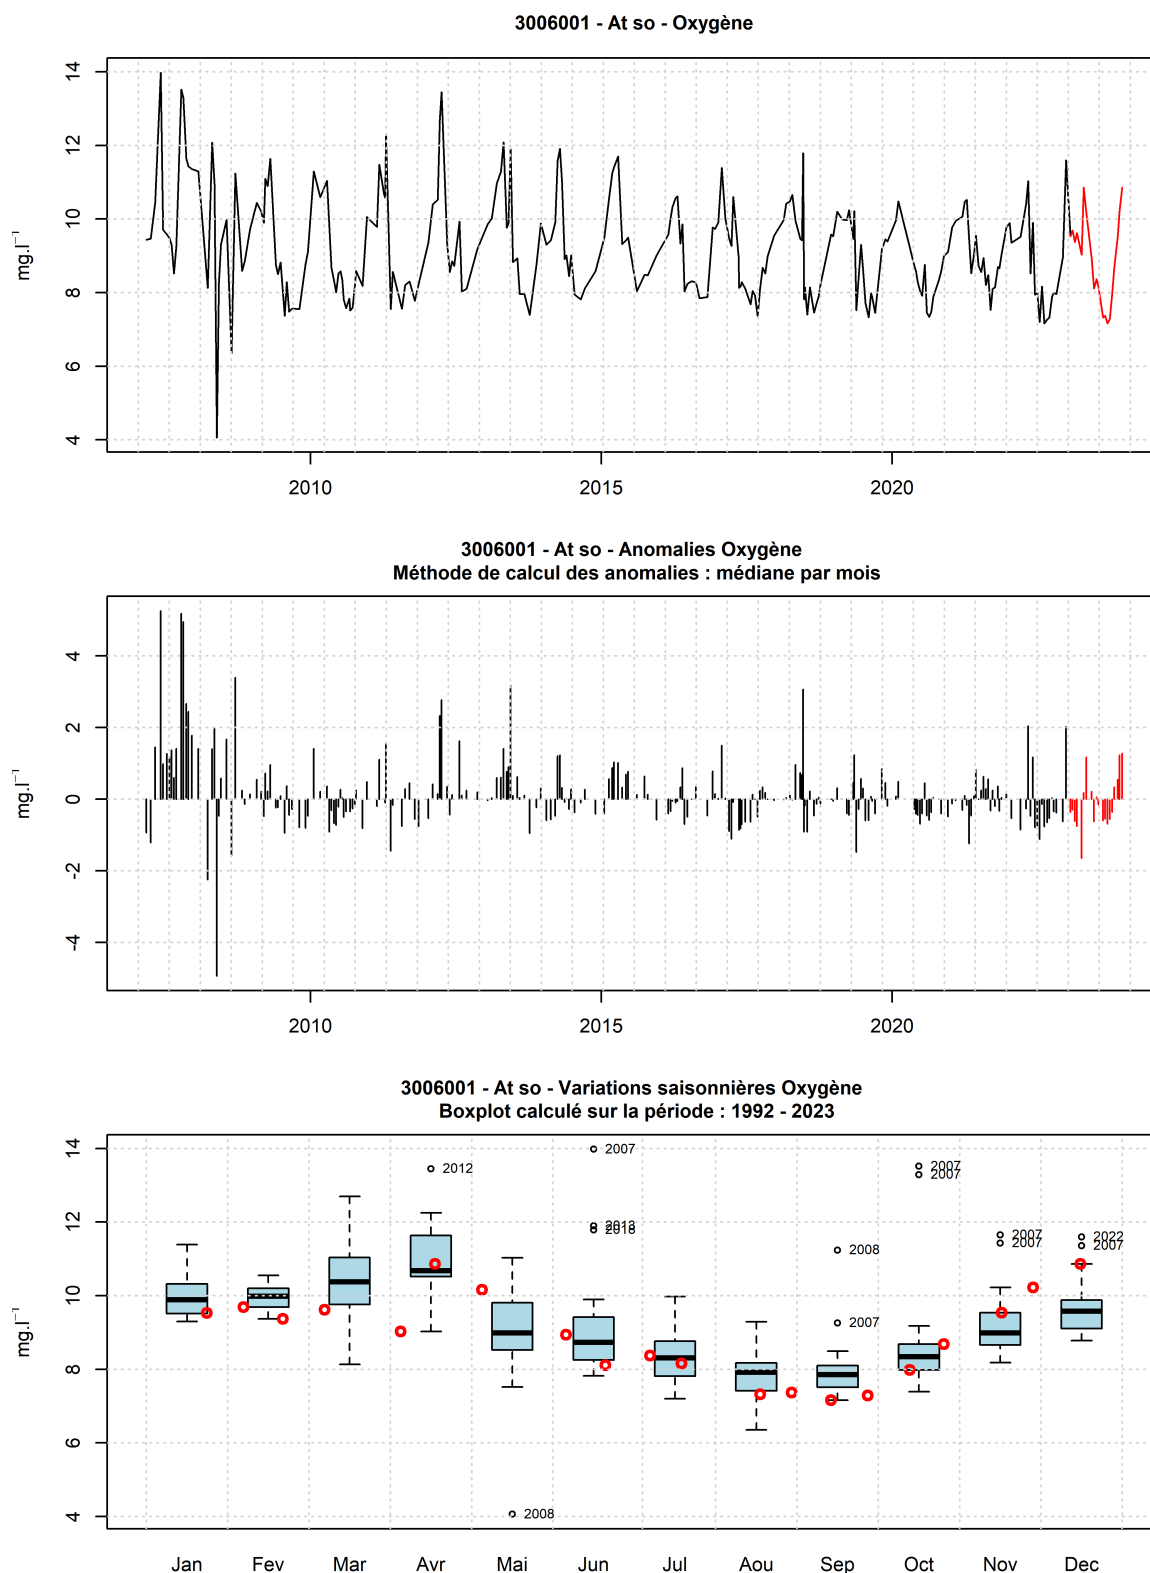 3006001 - At so - Oxygène
14
12
10
8
6
4
mg.l⁻¹
2010 2015 2020
3006001 - At so - Anomalies Oxygène
Méthode de calcul des anomalies : médiane par mois
4
2
0
-2
-4
mg.l⁻¹
2010 2015 2020
3006001 - At so - Variations saisonnières Oxygène
Boxplot calculé sur la période : 1992 - 2023
14
12
10
8
6
4
mg.l⁻¹
2012
2008
2007
2013
2018
2008
2007
2007
2007
2007
2007
2022
2007
Jan Fev Mar Avr Mai Jun Jul Aou Sep Oct Nov Dec